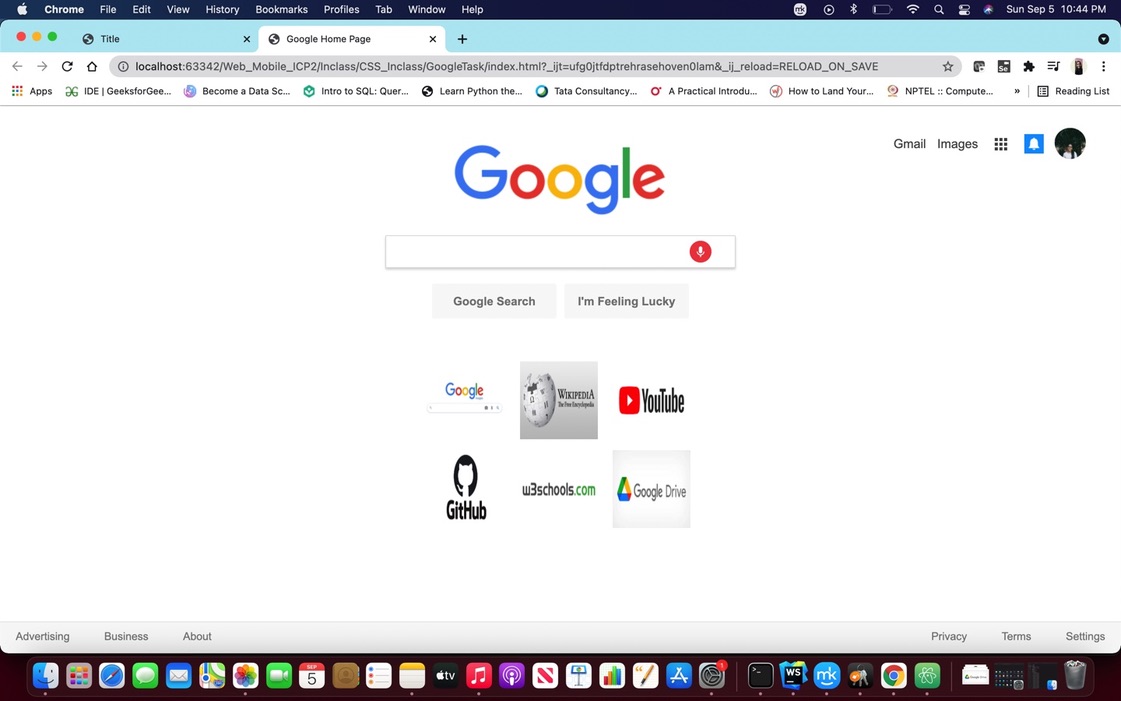 Chrome File Edit View History Bookmarks Profiles Tab Window Help mk Sun Sep 5 10:44 PM
Title Google Home Page
localhost:63342/Web_Mobile_ICP2/Inclass/CSS_Inclass/GoogleTask/index.html?_ijt=ufg0jtfdptrehrasehoven0lam&_ij_reload=RELOAD_ON_SAVE Se
Apps IDE | GeeksforGee... Become a Data Sc... Intro to SQL: Quer... Learn Python the... Tata Consultancy... A Practical Introdu... How to Land Your... NPTEL :: Compute... » Reading List
Gmail Images
Google
Google Search I'm Feeling Lucky
Google
WIKIPEDIA
The Free Encyclopedia
YouTube
GitHub
w3schools.com
Google Drive
Advertising Business About Privacy Terms Settings
SEP
5
tv
1
WS
mk